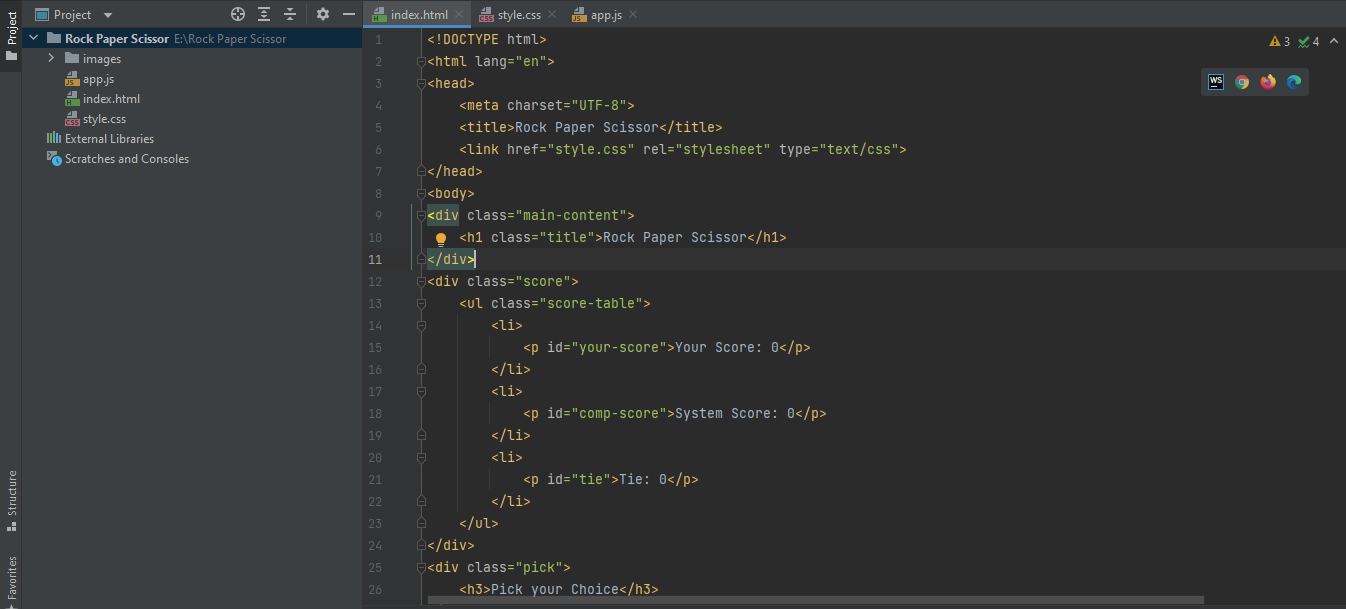 Project
Project
index.html
style.css
app.js
Rock Paper Scissor E:\Rock Paper Scissor
images
app.js
index.html
style.css
External Libraries
Scratches and Consoles
Structure
Favorites
3 4
WS
1 <!DOCTYPE html>
2 <html lang="en">
3 <head>
4 <meta charset="UTF-8">
5 <title>Rock Paper Scissor</title>
6 <link href="style.css" rel="stylesheet" type="text/css">
7 </head>
8 <body>
9 <div class="main-content">
10 <h1 class="title">Rock Paper Scissor</h1>
11 </div>
12 <div class="score">
13 <ul class="score-table">
14 <li>
15 <p id="your-score">Your Score: 0</p>
16 </li>
17 <li>
18 <p id="comp-score">System Score: 0</p>
19 </li>
20 <li>
21 <p id="tie">Tie: 0</p>
22 </li>
23 </ul>
24 </div>
25 <div class="pick">
26 <h3>Pick your Choice</h3>